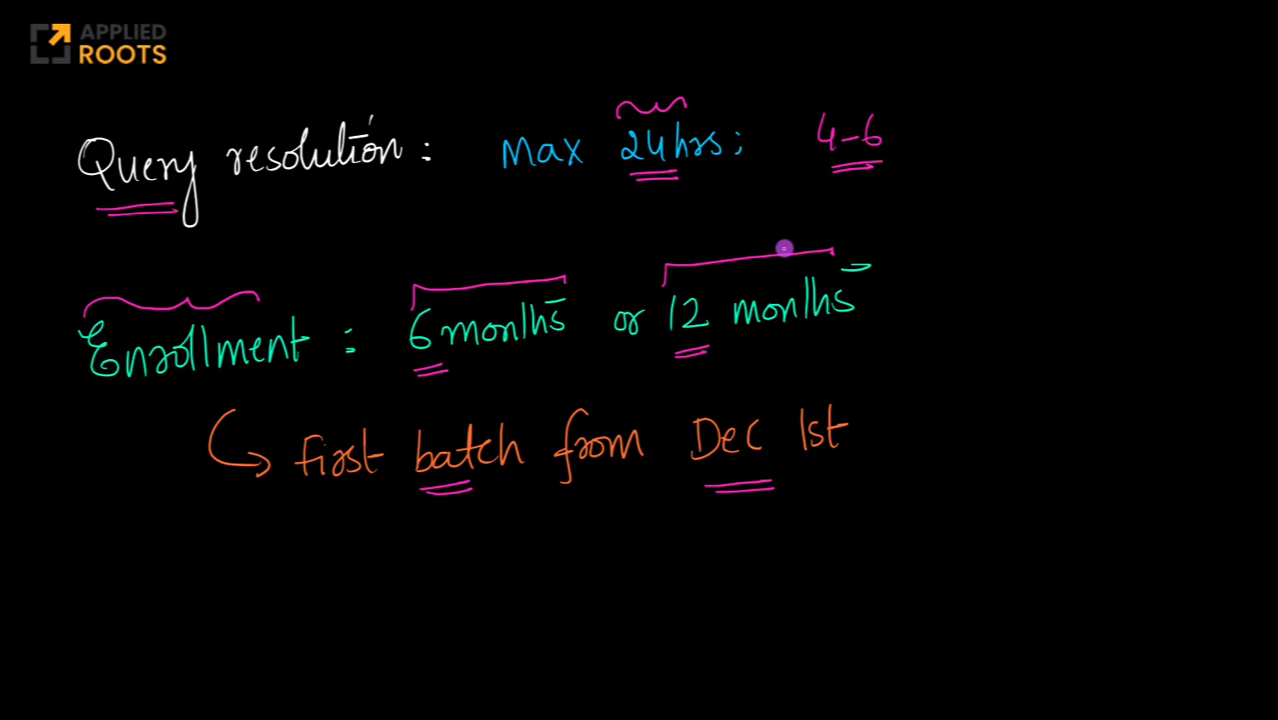 APPLIED
ROOTS
Query resolution: Max 24hrs; 4-6
Enrollment: 6 months or 12 months
First batch from Dec 1st